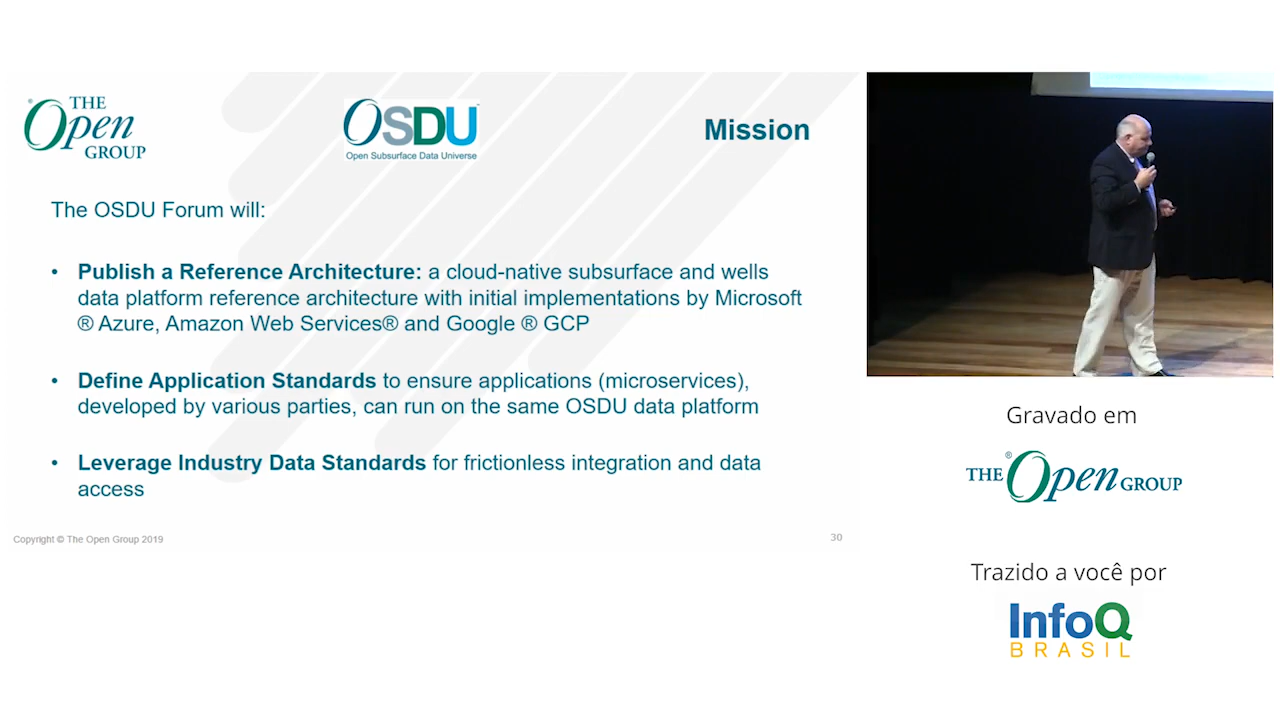 THE
®Open
GROUP
OSDU™
Open Subsurface Data Universe
Mission
The OSDU Forum will:
• Publish a Reference Architecture: a cloud-native subsurface and wells
data platform reference architecture with initial implementations by Microsoft
® Azure, Amazon Web Services® and Google ® GCP
• Define Application Standards to ensure applications (microservices),
developed by various parties, can run on the same OSDU data platform
• Leverage Industry Data Standards for frictionless integration and data
access
Copyright © The Open Group 2019
30
Gravado em
THE ®Open GROUP
Trazido a você por
InfoQ
BRASIL